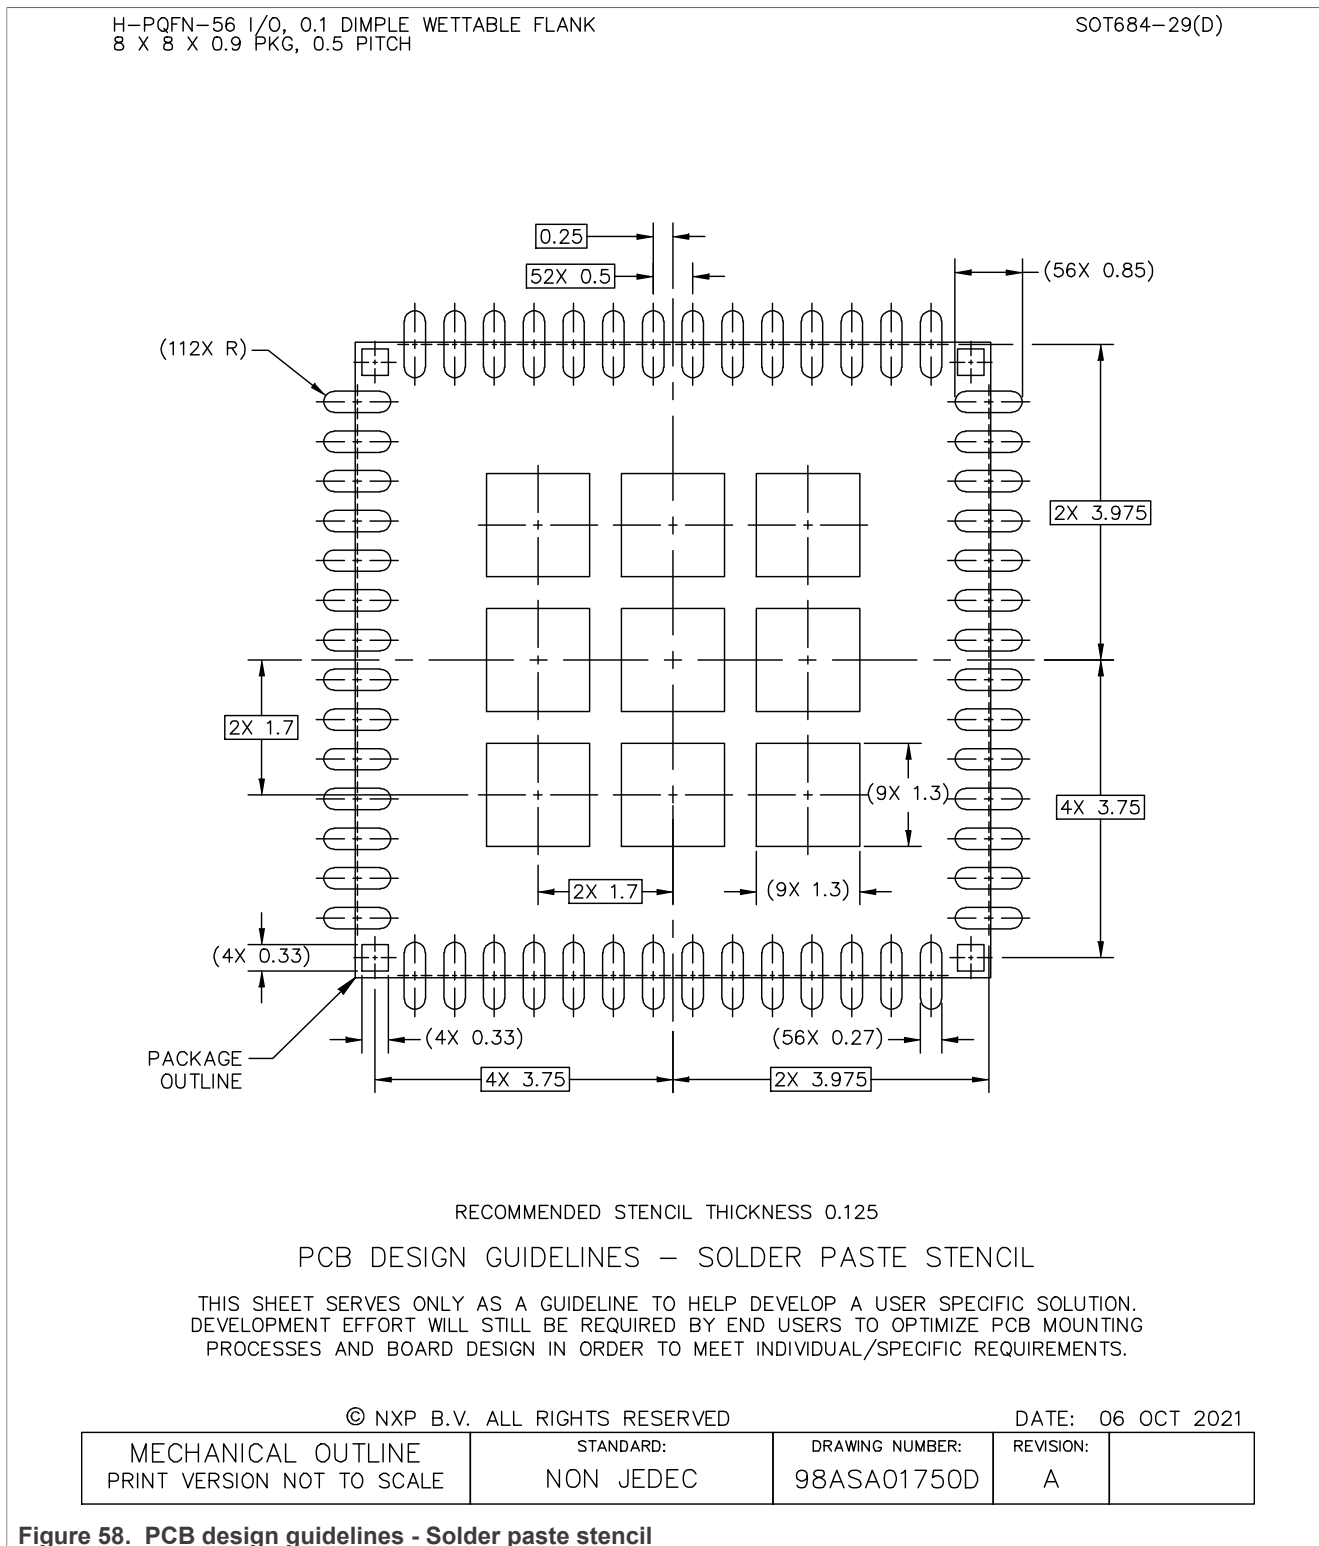 H-PQFN-56 I/O, 0.1 DIMPLE WETTABLE FLANK
8 X 8 X 0.9 PKG, 0.5 PITCH
SOT684-29(D)
0.25
52X 0.5
(56X 0.85)
(112X R)
2X 3.975
2X 1.7
(9X 1.3)
4X 3.75
2X 1.7
(9X 1.3)
(4X 0.33)
(4X 0.33)
(56X 0.27)
PACKAGE
OUTLINE
4X 3.75
2X 3.975
RECOMMENDED STENCIL THICKNESS 0.125
PCB DESIGN GUIDELINES – SOLDER PASTE STENCIL
THIS SHEET SERVES ONLY AS A GUIDELINE TO HELP DEVELOP A USER SPECIFIC SOLUTION.
DEVELOPMENT EFFORT WILL STILL BE REQUIRED BY END USERS TO OPTIMIZE PCB MOUNTING
PROCESSES AND BOARD DESIGN IN ORDER TO MEET INDIVIDUAL/SPECIFIC REQUIREMENTS.
© NXP B.V. ALL RIGHTS RESERVED
DATE: 06 OCT 2021
MECHANICAL OUTLINE
PRINT VERSION NOT TO SCALE
STANDARD:
NON JEDEC
DRAWING NUMBER:
98ASA01750D
REVISION:
A
Figure 58. PCB design guidelines - Solder paste stencil